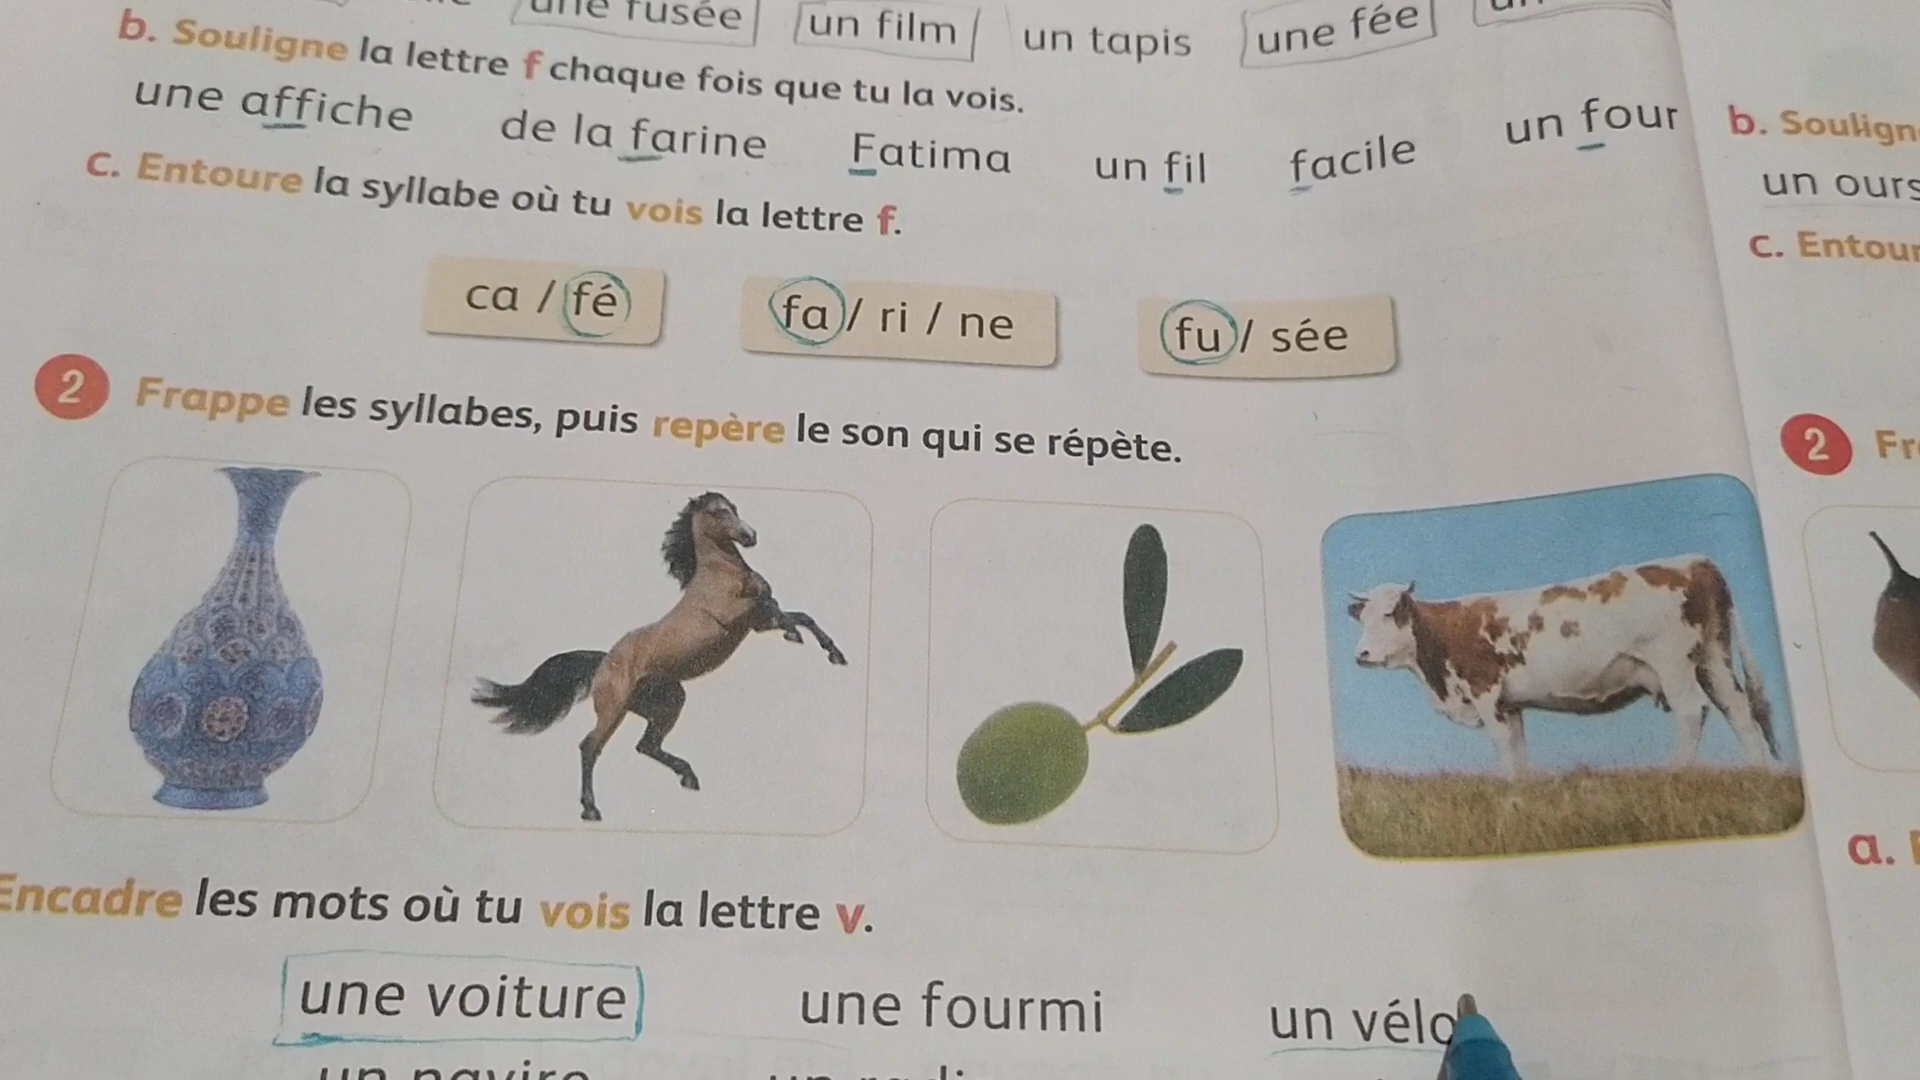 une fusée un film un tapis une fée
b. Souligne la lettre f chaque fois que tu la vois.
une affiche de la farine Fatima un fil facile un four
c. Entoure la syllabe où tu vois la lettre f.
ca / fé fa / ri / ne fu / sée
2 Frappe les syllabes, puis repère le son qui se répète.
Encadre les mots où tu vois la lettre v.
une voiture une fourmi un vélo
un navire
b.
un ours
c.
2
a.